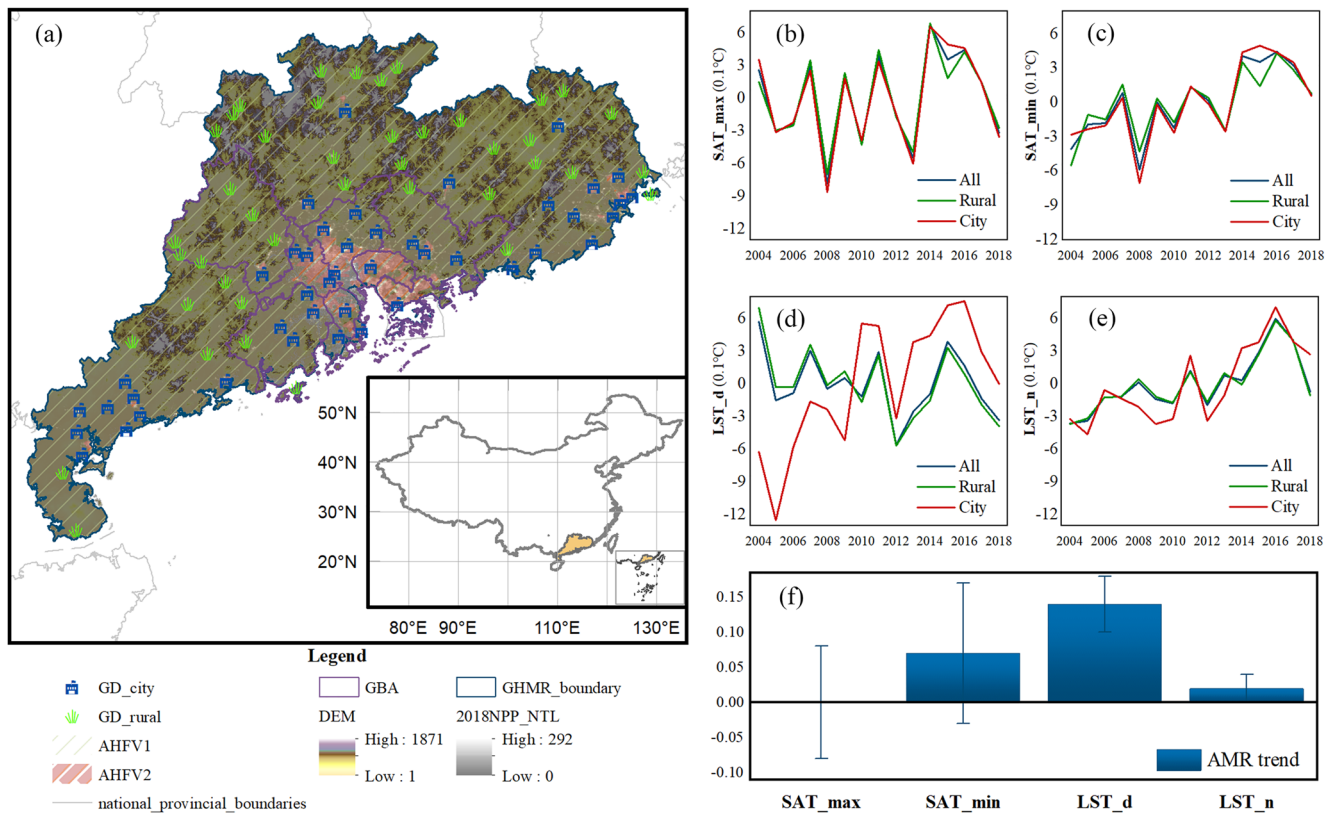 (a)
50°N
40°N
30°N
20°N
80°E 90°E 110°E 130°E
Legend
GD_city
GD_rural
AHFV1
AHFV2
national_provincial_boundaries
GBA
DEM
High : 1871
Low : 1
GHMR_boundary
2018NPP_NTL
High : 292
Low : 0
(b)
SAT_max (0.1°C)
6
3
0
-3
-6
-9
-12
All
Rural
City
2004 2006 2008 2010 2012 2014 2016 2018
(c)
SAT_min (0.1°C)
6
3
0
-3
-6
-9
-12
All
Rural
City
2004 2006 2008 2010 2012 2014 2016 2018
(d)
LST_d (0.1°C)
6
3
0
-3
-6
-9
-12
All
Rural
City
2004 2006 2008 2010 2012 2014 2016 2018
(e)
LST_n (0.1°C)
6
3
0
-3
-6
-9
-12
All
Rural
City
2004 2006 2008 2010 2012 2014 2016 2018
(f)
0.15
0.10
0.05
0.00
-0.05
-0.10
AMR trend
SAT_max SAT_min LST_d LST_n